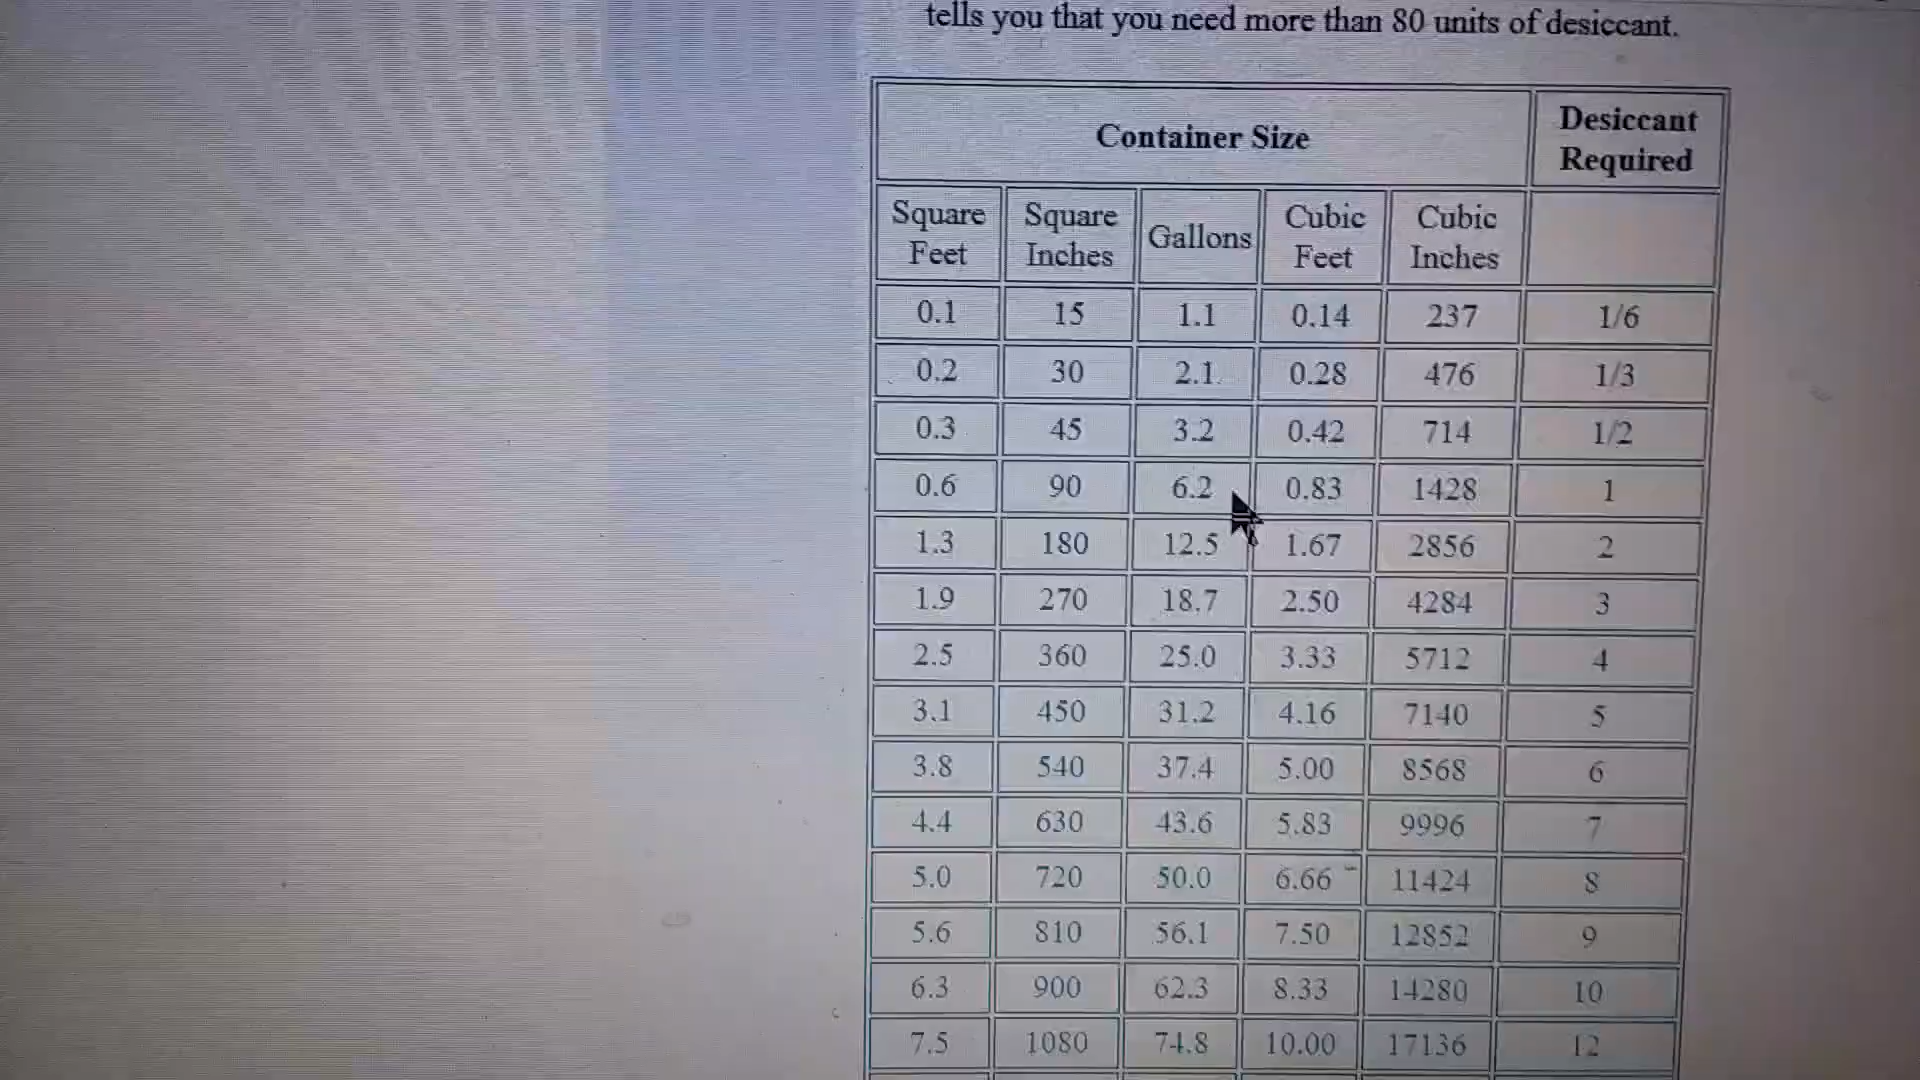 tells you that you need more than 80 units of desiccant.
Container Size Desiccant Required
Square Feet Square Inches Gallons Cubic Feet Cubic Inches
0.1 15 1.1 0.14 237 1/6
0.2 30 2.1 0.28 476 1/3
0.3 45 3.2 0.42 714 1/2
0.6 90 6.2 0.83 1428 1
1.3 180 12.5 1.67 2856 2
1.9 270 18.7 2.50 4284 3
2.5 360 25.0 3.33 5712 4
3.1 450 31.2 4.16 7140 5
3.8 540 37.4 5.00 8568 6
4.4 630 43.6 5.83 9996 7
5.0 720 50.0 6.66 11424 8
5.6 810 56.1 7.50 12852 9
6.3 900 62.3 8.33 14280 10
7.5 1080 74.8 10.00 17136 12